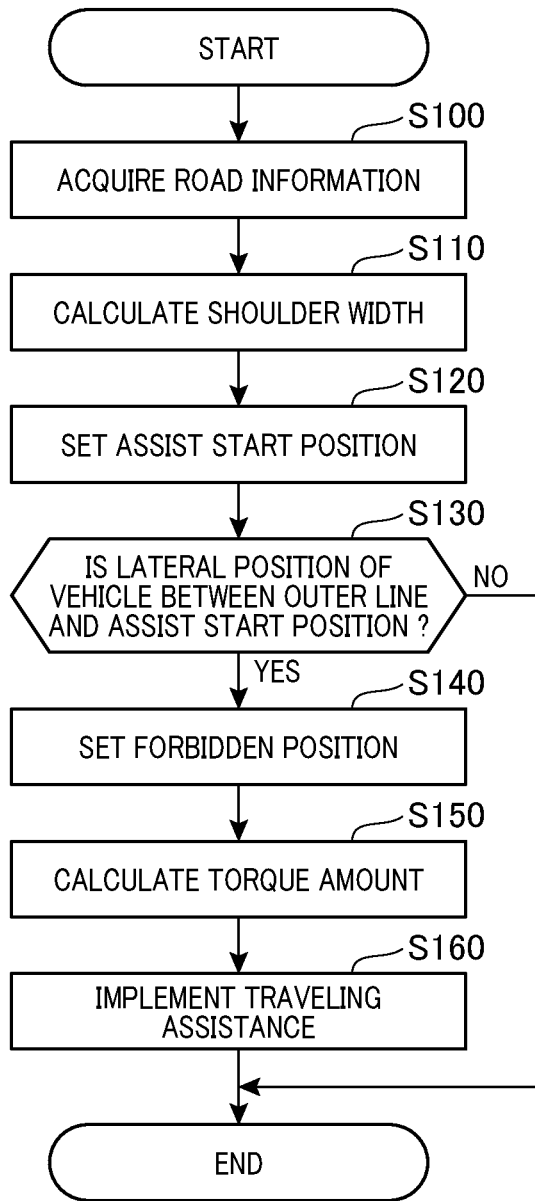 START
S100
ACQUIRE ROAD INFORMATION
S110
CALCULATE SHOULDER WIDTH
S120
SET ASSIST START POSITION
S130
IS LATERAL POSITION OF
VEHICLE BETWEEN OUTER LINE
AND ASSIST START POSITION ?
NO
YES
S140
SET FORBIDDEN POSITION
S150
CALCULATE TORQUE AMOUNT
S160
IMPLEMENT TRAVELING
ASSISTANCE
END